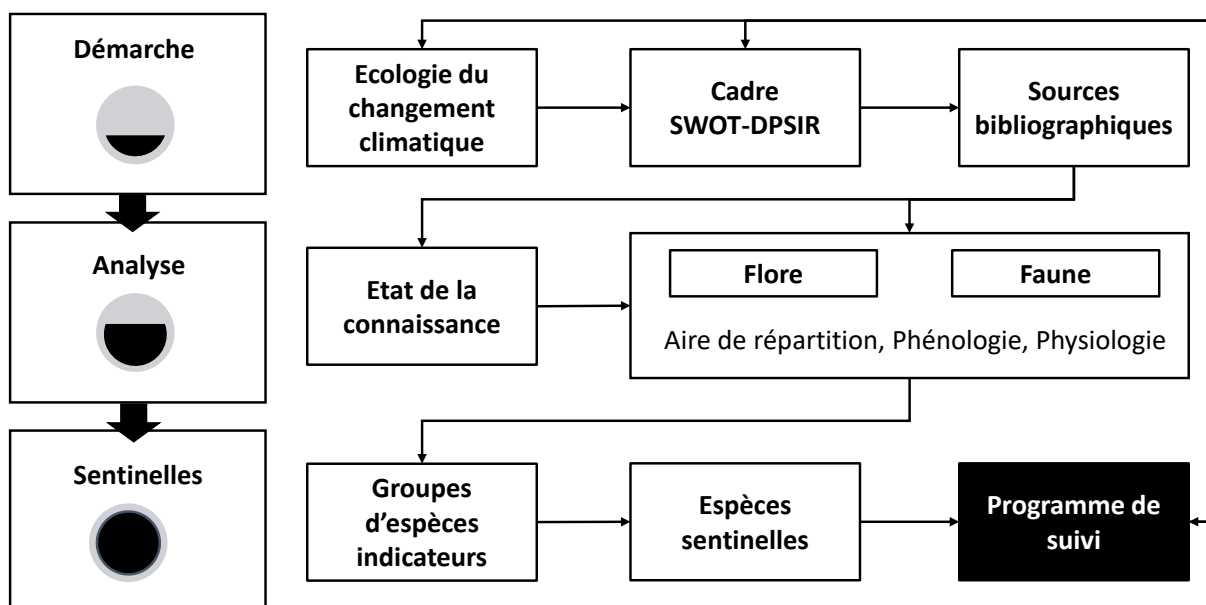 Démarche
Ecologie du
changement
climatique
Cadre
SWOT-DPSIR
Sources
bibliographiques
Analyse
Etat de la
connaissance
Flore
Faune
Aire de répartition, Phénologie, Physiologie
Sentinelles
Groupes
d’espèces
indicateurs
Espèces
sentinelles
Programme de
suivi